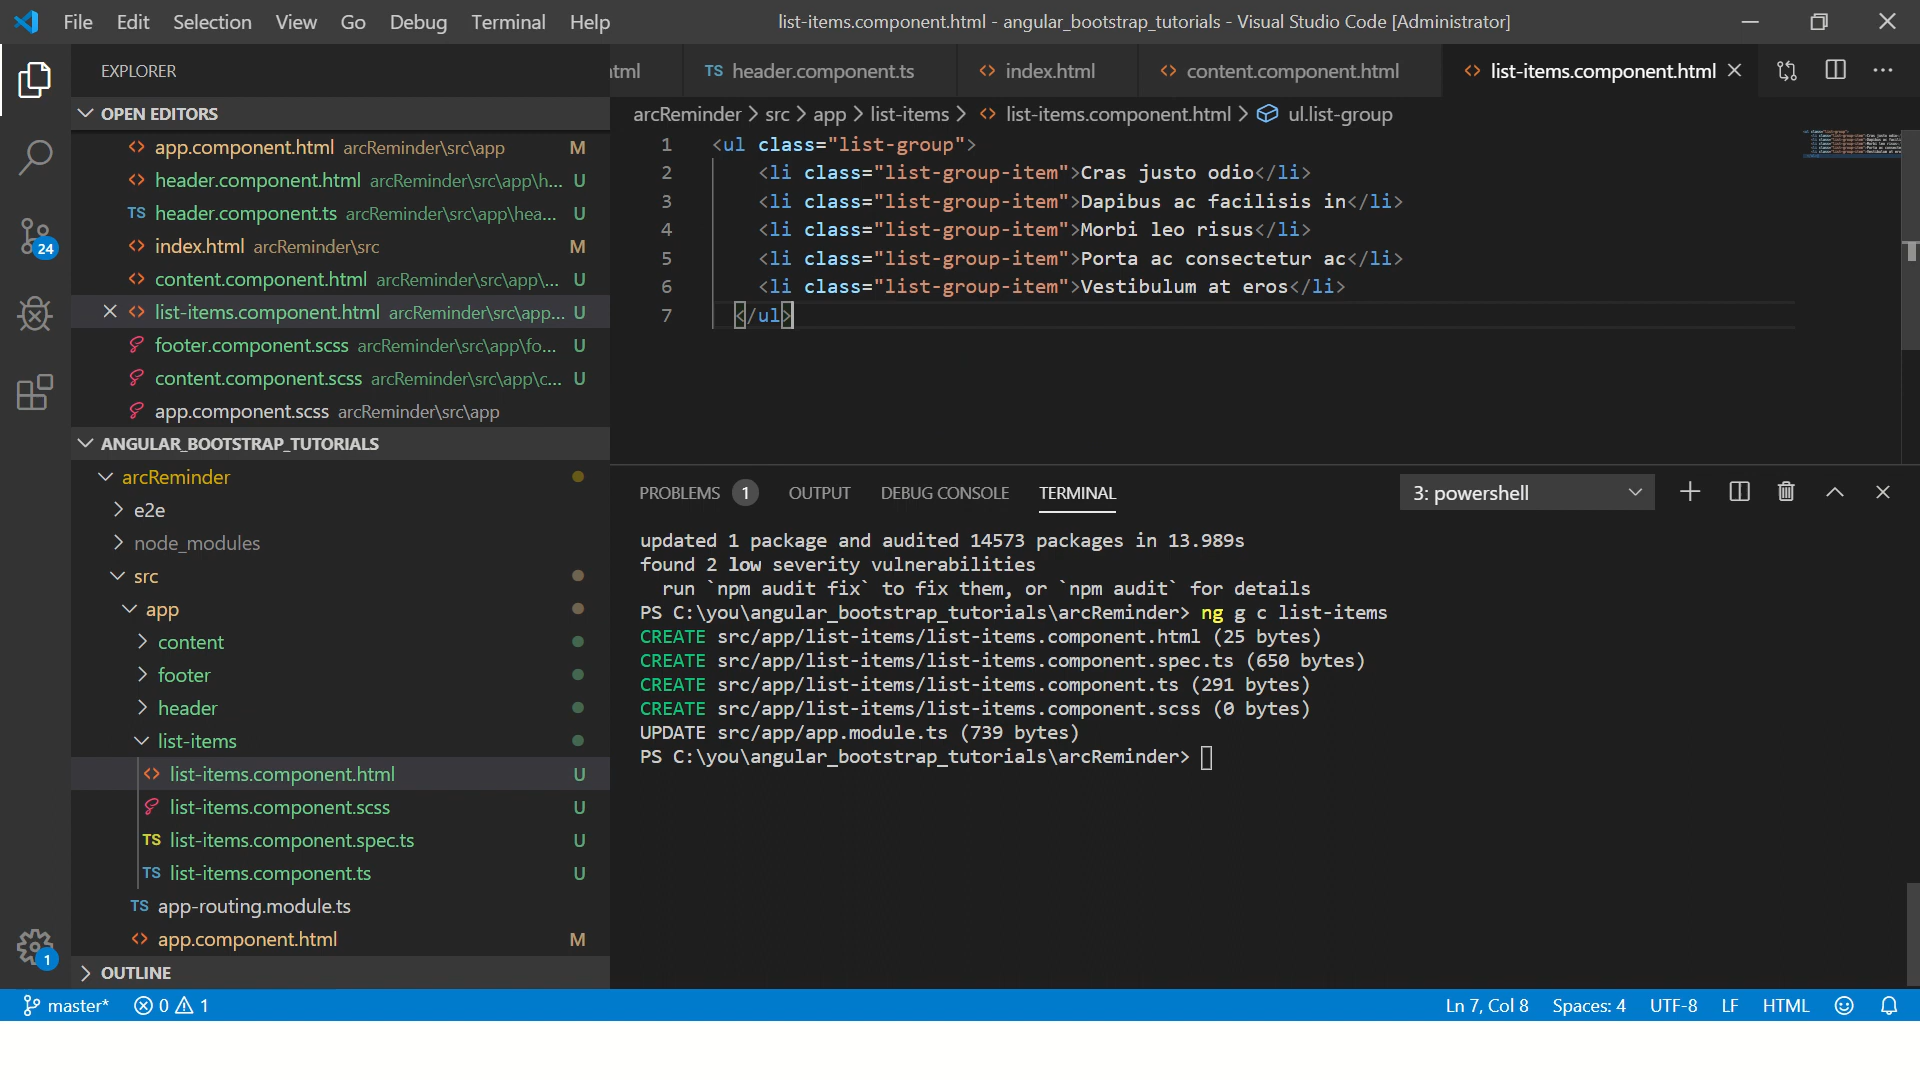 File Edit Selection View Go Debug Terminal Help list-items.component.html - angular_bootstrap_tutorials - Visual Studio Code [Administrator]
EXPLORER
OPEN EDITORS
app.component.html arcReminder\src\app M
header.component.html arcReminder\src\app\h... U
header.component.ts arcReminder\src\app\hea... U
index.html arcReminder\src M
content.component.html arcReminder\src\app\... U
list-items.component.html arcReminder\src\app... U
footer.component.scss arcReminder\src\app\fo... U
content.component.scss arcReminder\src\app\c... U
app.component.scss arcReminder\src\app
ANGULAR_BOOTSTRAP_TUTORIALS
arcReminder
e2e
node_modules
src
app
content
footer
header
list-items
list-items.component.html U
list-items.component.scss U
TS list-items.component.spec.ts U
TS list-items.component.ts U
TS app-routing.module.ts
app.component.html M
OUTLINE
24
1
tml TS header.component.ts index.html content.component.html list-items.component.html
arcReminder > src > app > list-items > list-items.component.html > ul.list-group
1 <ul class="list-group">
2 <li class="list-group-item">Cras justo odio</li>
3 <li class="list-group-item">Dapibus ac facilisis in</li>
4 <li class="list-group-item">Morbi leo risus</li>
5 <li class="list-group-item">Porta ac consectetur ac</li>
6 <li class="list-group-item">Vestibulum at eros</li>
7 </ul>
PROBLEMS 1 OUTPUT DEBUG CONSOLE TERMINAL 3: powershell
updated 1 package and audited 14573 packages in 13.989s
found 2 low severity vulnerabilities
run `npm audit fix` to fix them, or `npm audit` for details
PS C:\you\angular_bootstrap_tutorials\arcReminder> ng g c list-items
CREATE src/app/list-items/list-items.component.html (25 bytes)
CREATE src/app/list-items/list-items.component.spec.ts (650 bytes)
CREATE src/app/list-items/list-items.component.ts (291 bytes)
CREATE src/app/list-items/list-items.component.scss (0 bytes)
UPDATE src/app/app.module.ts (739 bytes)
PS C:\you\angular_bootstrap_tutorials\arcReminder>
master* 0 1 Ln 7, Col 8 Spaces: 4 UTF-8 LF HTML